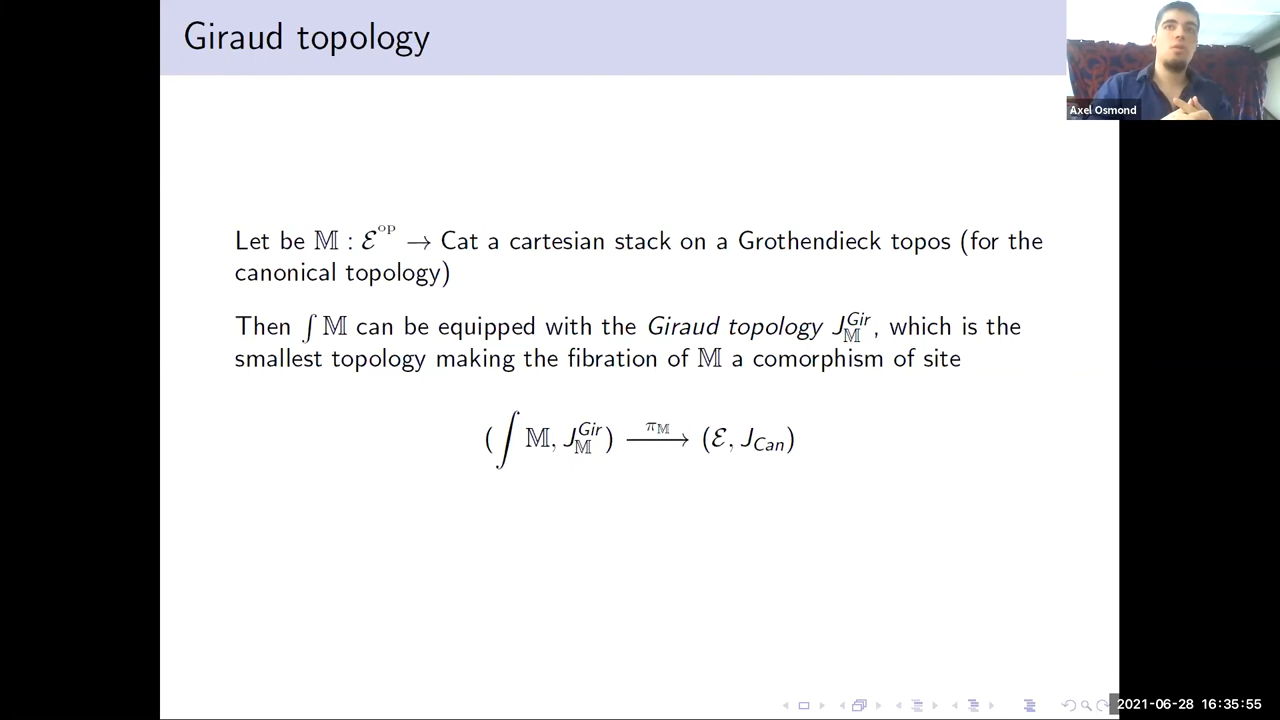 Giraud topology
Axel Osmond
Let be 𝕄 : ℰ^op → Cat a cartesian stack on a Grothendieck topos (for the
canonical topology)
Then ∫ 𝕄 can be equipped with the Giraud topology J_𝕄^Gir, which is the
smallest topology making the fibration of 𝕄 a comorphism of site
(∫ 𝕄, J_𝕄^Gir) —π_𝕄→ (ℰ, J_Can)
2021-06-28 16:35:55